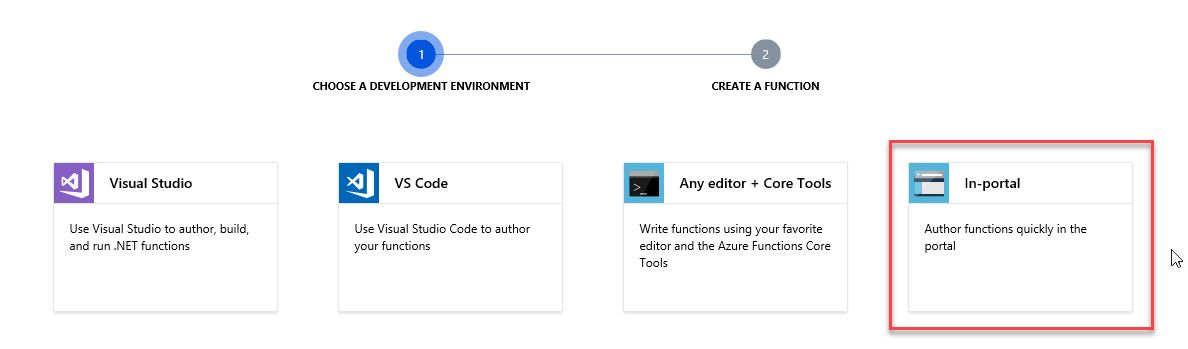 1
2
CHOOSE A DEVELOPMENT ENVIRONMENT
CREATE A FUNCTION
Visual Studio
Use Visual Studio to author, build,
and run .NET functions
VS Code
Use Visual Studio Code to author
your functions
Any editor + Core Tools
Write functions using your favorite
editor and the Azure Functions Core
Tools
In-portal
Author functions quickly in the
portal